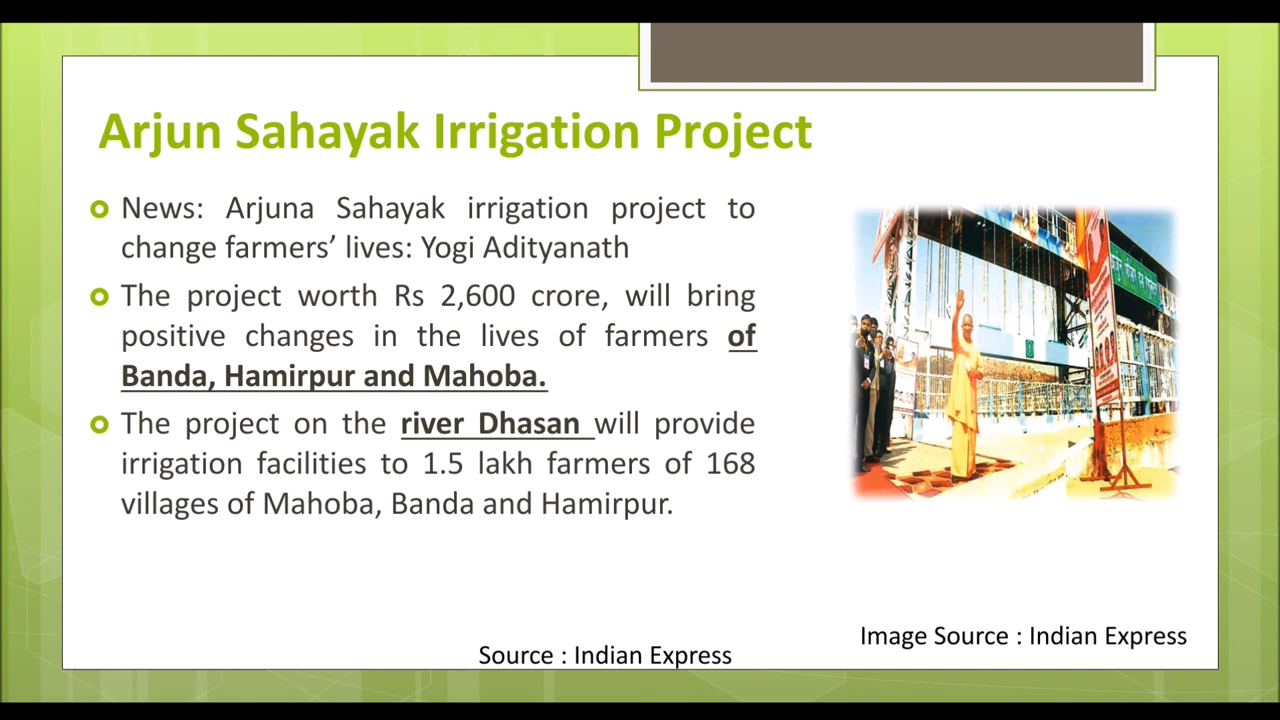 Arjun Sahayak Irrigation Project
News: Arjuna Sahayak irrigation project to
change farmers’ lives: Yogi Adityanath
The project worth Rs 2,600 crore, will bring
positive changes in the lives of farmers of
Banda, Hamirpur and Mahoba.
The project on the river Dhasan will provide
irrigation facilities to 1.5 lakh farmers of 168
villages of Mahoba, Banda and Hamirpur.
Image Source : Indian Express
Source : Indian Express